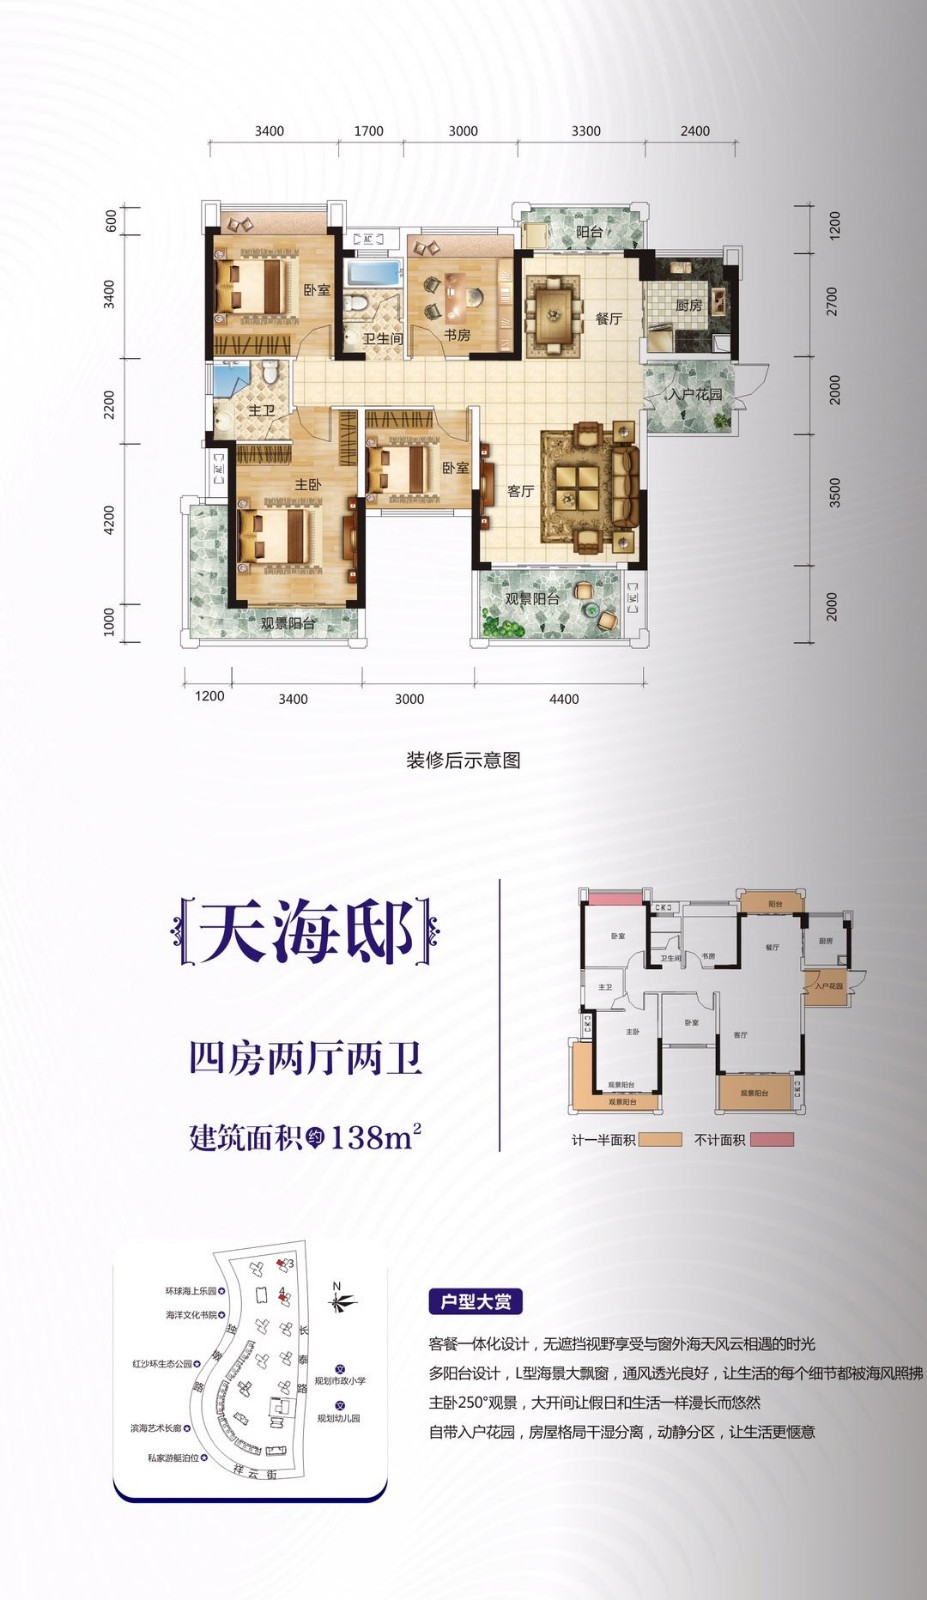 3400 1700 3000 3300 2400
600
3400
2200
4200
1000
1200
2700
2000
3500
2000
阳台
卧室
卫生间
书房
餐厅
厨房
入户花园
主卫
主卧
卧室
客厅
观景阳台
观景阳台
1200 3400 3000 4400
装修后示意图
天海邸
四房两厅两卫
建筑面积约138m²
阳台
卧室
卫生间
书房
餐厅
厨房
入户花园
主卫
主卧
卧室
客厅
观景阳台
观景阳台
观景阳台
计一半面积 不计面积
3
4
N
环球海上乐园
海洋文化书院
红沙环生态公园
滨海艺术长廊
私家游艇泊位
长泰路
祥云街
规划市政小学
规划幼儿园
户型大赏
客餐一体化设计，无遮挡视野享受与窗外海天风云相遇的时光
多阳台设计，L型海景大飘窗，通风透光良好，让生活的每个细节都被海风照拂
主卧250°观景，大开间让假日和生活一样漫长而悠然
自带入户花园，房屋格局干湿分离，动静分区，让生活更惬意